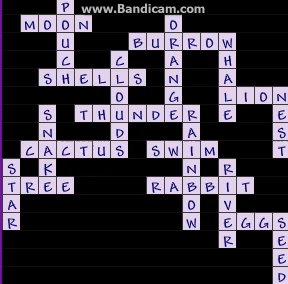 www.Bandicam.com
POUCH
MOON
ORANGE
BURROW
WHALE
CLOUDS
SHELLS
LION
NEST
SNAKE
THUNDER
RAINBOW
CACTUS
SWIM
STAR
RIVER
TREE
RABBIT
EGGS
SEED